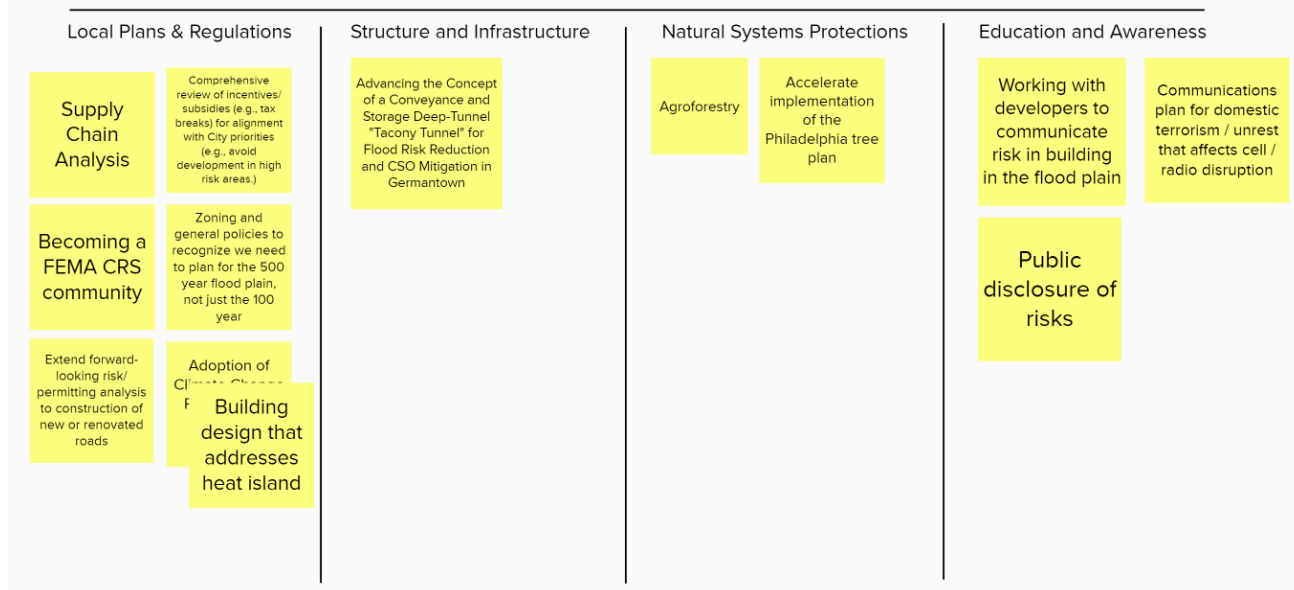 Local Plans & Regulations
Supply
Chain
Analysis
Comprehensive
review of incentives/
subsidies (e.g., tax
breaks) for alignment
with City priorities
(e.g., avoid
development in high
risk areas.)
Becoming a
FEMA CRS
community
Zoning and
general policies to
recognize we need
to plan for the 500
year flood plain,
not just the 100
year
Extend forward-
looking risk/
permitting analysis
to construction of
new or renovated
roads
Adoption of
Climate Change
Building
design that
addresses
heat island
Structure and Infrastructure
Advancing the Concept
of a Conveyance and
Storage Deep-Tunnel
"Tacony Tunnel" for
Flood Risk Reduction
and CSO Mitigation in
Germantown
Natural Systems Protections
Agroforestry
Accelerate
implementation
of the
Philadelphia tree
plan
Education and Awareness
Working with
developers to
communicate
risk in building
in the flood plain
Communications
plan for domestic
terrorism / unrest
that affects cell /
radio disruption
Public
disclosure of
risks